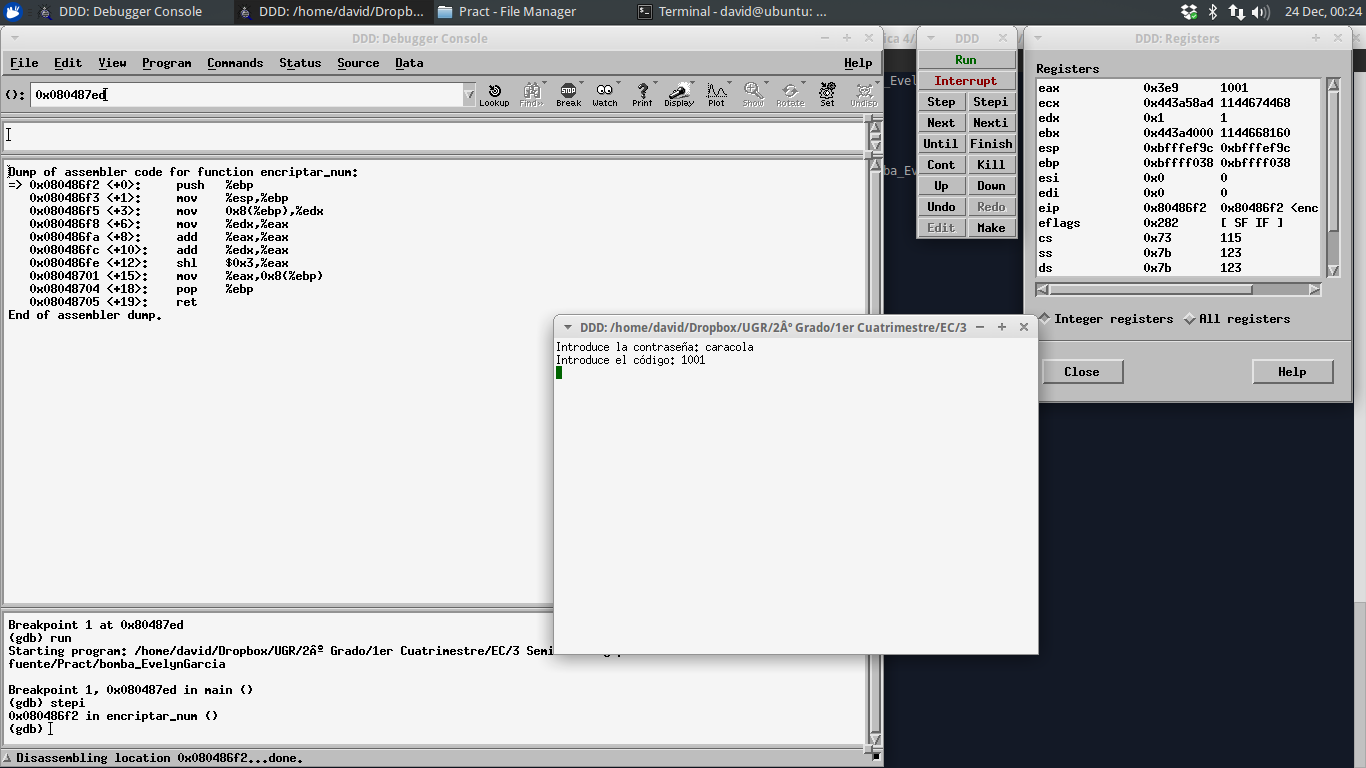 DDD: Debugger Console
DDD: /home/david/Dropb...
Pract - File Manager
Terminal - david@ubuntu: ...
24 Dec, 00:24
DDD: Debugger Console
File Edit View Program Commands Status Source Data Help
(): 0x080487ed
Lookup Find» Break Watch Print Display Plot Show Rotate Set Undisp
Dump of assembler code for function encriptar_num:
=> 0x080486f2 <+0>: push %ebp
0x080486f3 <+1>: mov %esp,%ebp
0x080486f5 <+3>: mov 0x8(%ebp),%edx
0x080486f8 <+6>: mov %edx,%eax
0x080486fa <+8>: add %eax,%eax
0x080486fc <+10>: add %edx,%eax
0x080486fe <+12>: shl $0x3,%eax
0x08048701 <+15>: mov %eax,0x8(%ebp)
0x08048704 <+18>: pop %ebp
0x08048705 <+19>: ret
End of assembler dump.
Breakpoint 1 at 0x80487ed
(gdb) run
Starting program: /home/david/Dropbox/UGR/2Âº Grado/1er Cuatrimestre/EC/3 Semi
fuente/Pract/bomba_EvelynGarcia
Breakpoint 1, 0x080487ed in main ()
(gdb) stepi
0x080486f2 in encriptar_num ()
(gdb)
Disassembling location 0x080486f2...done.
ica 4/
_Evel
ba_Ev
DDD
Run
Interrupt
Step Stepi
Next Nexti
Until Finish
Cont Kill
Up Down
Undo Redo
Edit Make
DDD: Registers
Registers
eax 0x3e9 1001
ecx 0x443a58a4 1144674468
edx 0x1 1
ebx 0x443a4000 1144668160
esp 0xbfffef9c 0xbfffef9c
ebp 0xbffff038 0xbffff038
esi 0x0 0
edi 0x0 0
eip 0x80486f2 0x80486f2 <enc
eflags 0x282 [ SF IF ]
cs 0x73 115
ss 0x7b 123
ds 0x7b 123
Integer registers All registers
Close Help
DDD: /home/david/Dropbox/UGR/2Âº Grado/1er Cuatrimestre/EC/3
Introduce la contraseña: caracola
Introduce el código: 1001